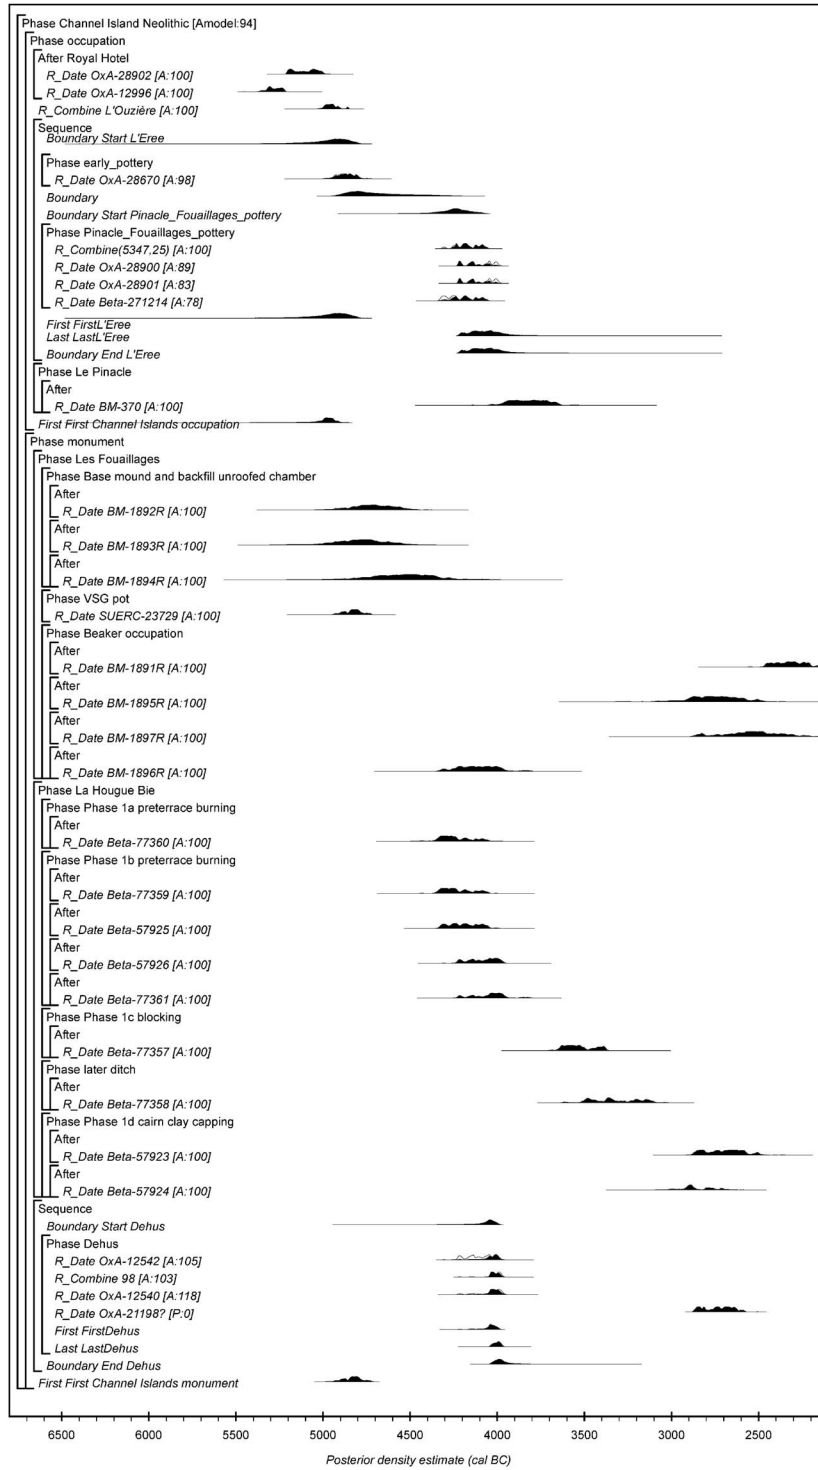 Phase Channel Island Neolithic [Amodel:94]
Phase occupation
After Royal Hotel
R_Date OxA-28902 [A:100]
R_Date OxA-12996 [A:100]
R_Combine L'Ouzière [A:100]
Sequence
Boundary Start L'Eree
Phase early_pottery
R_Date OxA-28670 [A:98]
Boundary
Boundary Start Pinacle_Fouaillages_pottery
Phase Pinacle_Fouaillages_pottery
R_Combine(5347,25) [A:100]
R_Date OxA-28900 [A:89]
R_Date OxA-28901 [A:83]
R_Date Beta-271214 [A:78]
First FirstL'Eree
Last LastL'Eree
Boundary End L'Eree
Phase Le Pinacle
After
R_Date BM-370 [A:100]
First First Channel Islands occupation
Phase monument
Phase Les Fouaillages
Phase Base mound and backfill unroofed chamber
After
R_Date BM-1892R [A:100]
After
R_Date BM-1893R [A:100]
After
R_Date BM-1894R [A:100]
Phase VSG pot
R_Date SUERC-23729 [A:100]
Phase Beaker occupation
After
R_Date BM-1891R [A:100]
After
R_Date BM-1895R [A:100]
After
R_Date BM-1897R [A:100]
After
R_Date BM-1896R [A:100]
Phase La Hougue Bie
Phase Phase 1a preterrace burning
After
R_Date Beta-77360 [A:100]
Phase Phase 1b preterrace burning
After
R_Date Beta-77359 [A:100]
After
R_Date Beta-57925 [A:100]
After
R_Date Beta-57926 [A:100]
After
R_Date Beta-77361 [A:100]
Phase Phase 1c blocking
After
R_Date Beta-77357 [A:100]
Phase later ditch
After
R_Date Beta-77358 [A:100]
Phase Phase 1d cairn clay capping
After
R_Date Beta-57923 [A:100]
After
R_Date Beta-57924 [A:100]
Sequence
Boundary Start Dehus
Phase Dehus
R_Date OxA-12542 [A:105]
R_Combine 98 [A:103]
R_Date OxA-12540 [A:118]
R_Date OxA-21198? [P:0]
First FirstDehus
Last LastDehus
Boundary End Dehus
First First Channel Islands monument
6500 6000 5500 5000 4500 4000 3500 3000 2500
Posterior density estimate (cal BC)